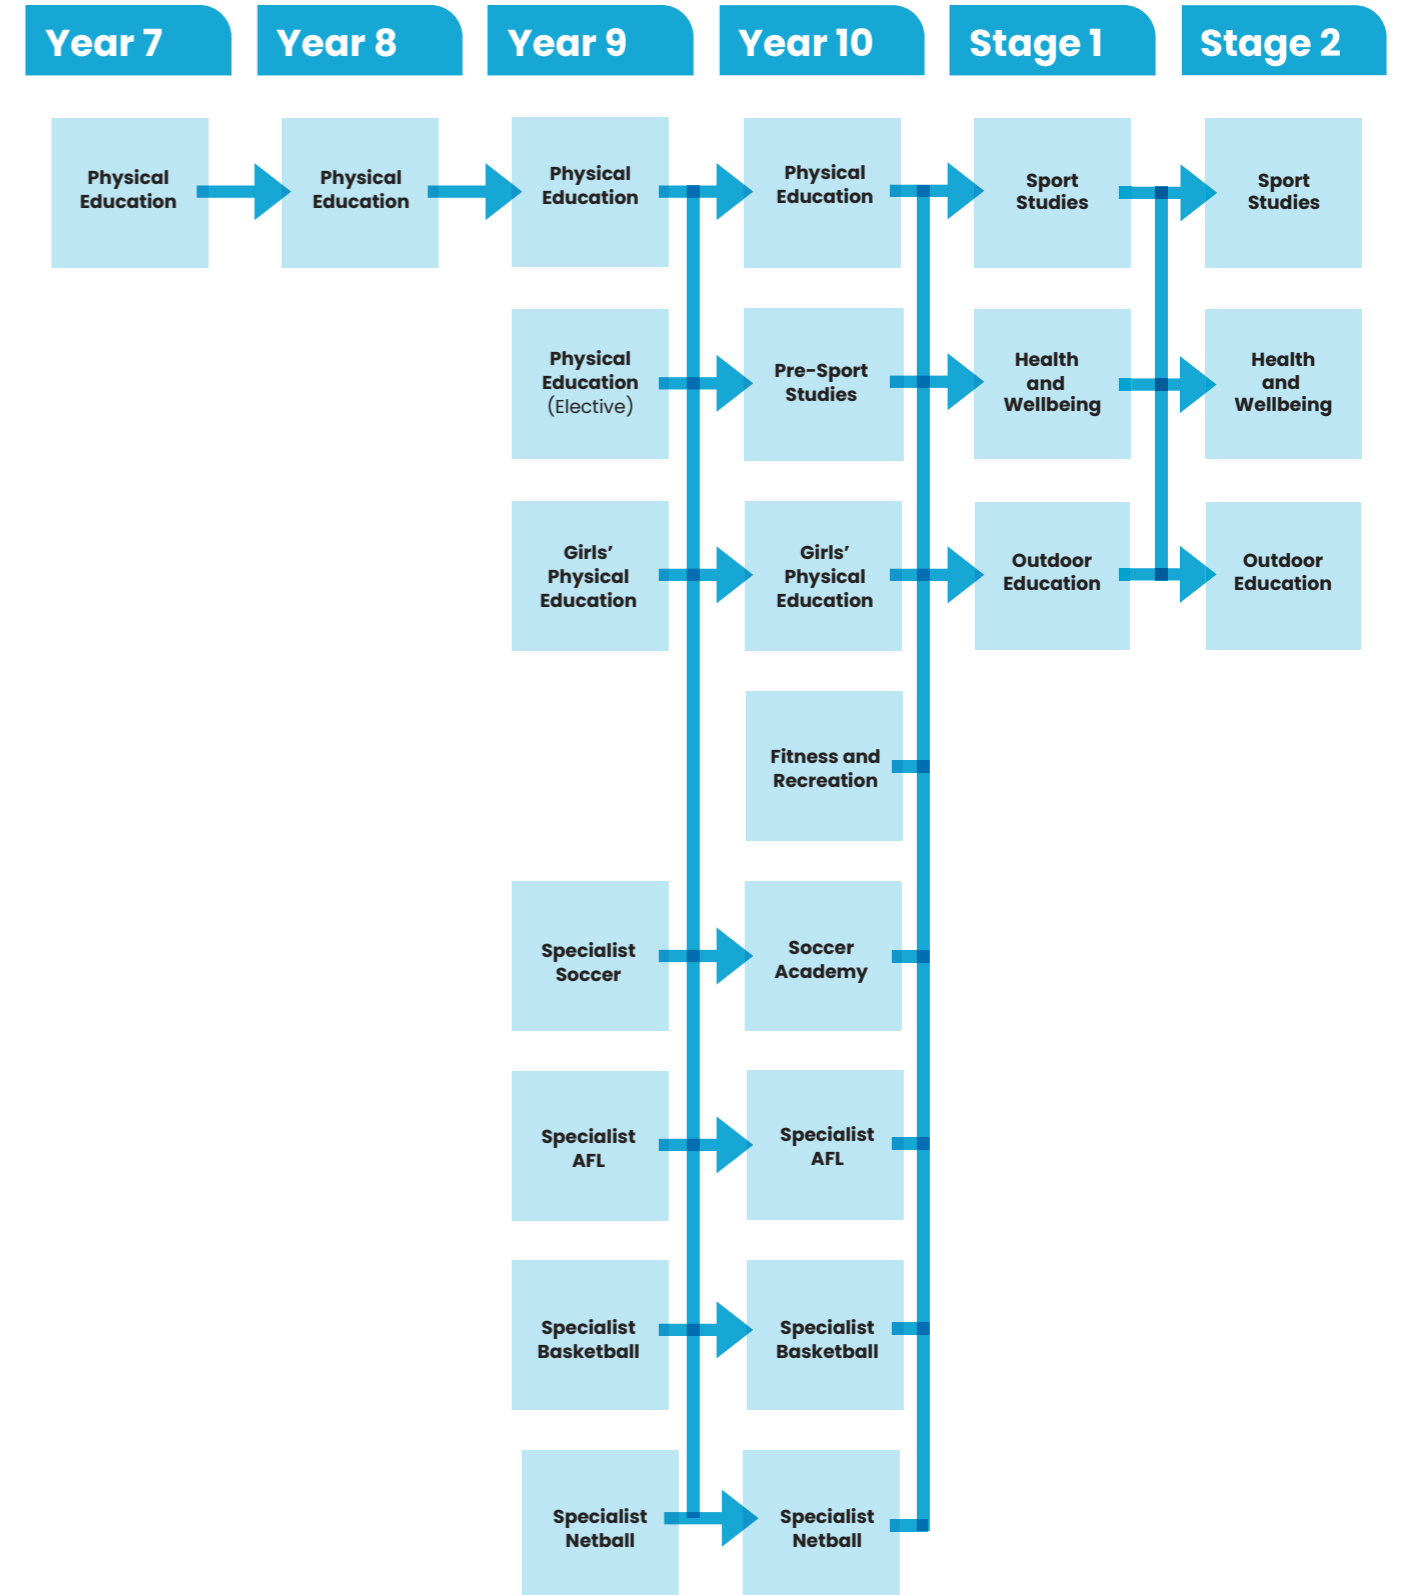 Year 7
Year 8
Year 9
Year 10
Stage 1
Stage 2
Physical
Education
Physical
Education
Physical
Education
Physical
Education
Sport
Studies
Sport
Studies
Physical
Education
(Elective)
Pre-Sport
Studies
Health
and
Wellbeing
Health
and
Wellbeing
Girls’
Physical
Education
Girls’
Physical
Education
Outdoor
Education
Outdoor
Education
Fitness and
Recreation
Specialist
Soccer
Soccer
Academy
Specialist
AFL
Specialist
AFL
Specialist
Basketball
Specialist
Basketball
Specialist
Netball
Specialist
Netball